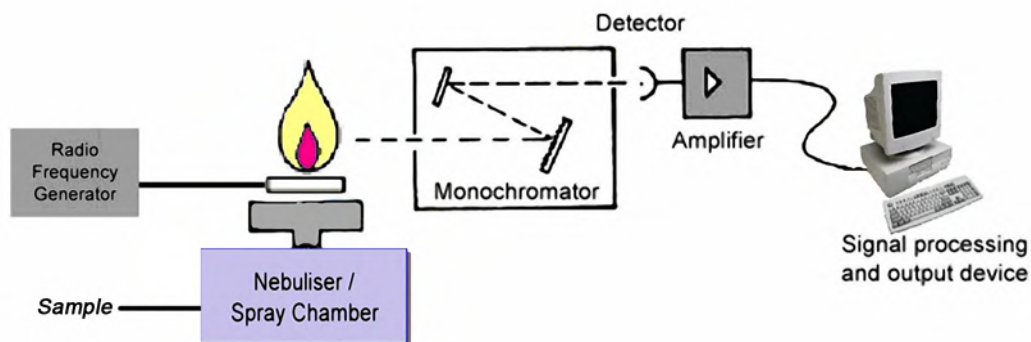 Radio
Frequency
Generator
Sample
Nebuliser /
Spray Chamber
Monochromator
Detector
Amplifier
Signal processing
and output device